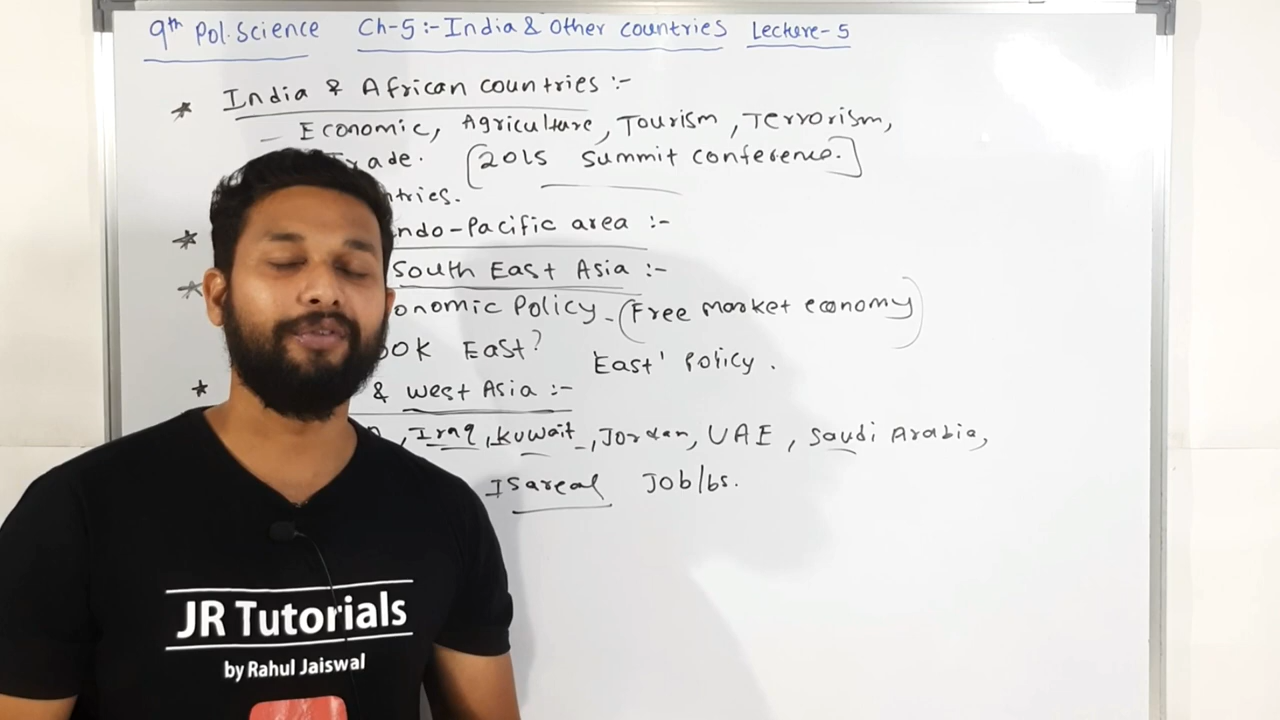 9th Pol.Science Ch-5:- India & Other countries Lecture-5
* India & African countries :-
- Economic, Agriculture, Tourism, Terrorism,
Trade. [2015 Summit conference.]
ntries.
* ndo-Pacific area :-
* South East Asia :-
onomic Policy - (Free market economy)
ook East?
East' Policy.
* & West Asia :-
, Iraq, Kuwait, Jordan, UAE, Saudi Arabia,
Isareal Job/bs.
JR Tutorials
by Rahul Jaiswal